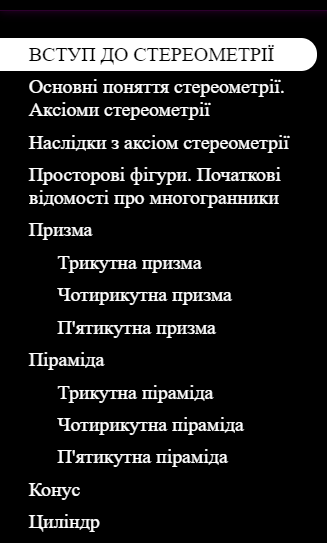 ВСТУП ДО СТЕРЕОМЕТРІЇ
Основні поняття стереометрії.
Аксіоми стереометрії
Наслідки з аксіом стереометрії
Просторові фігури. Початкові
відомості про многогранники
Призма
Трикутна призма
Чотирикутна призма
П'ятикутна призма
Піраміда
Трикутна піраміда
Чотирикутна піраміда
П'ятикутна піраміда
Конус
Циліндр